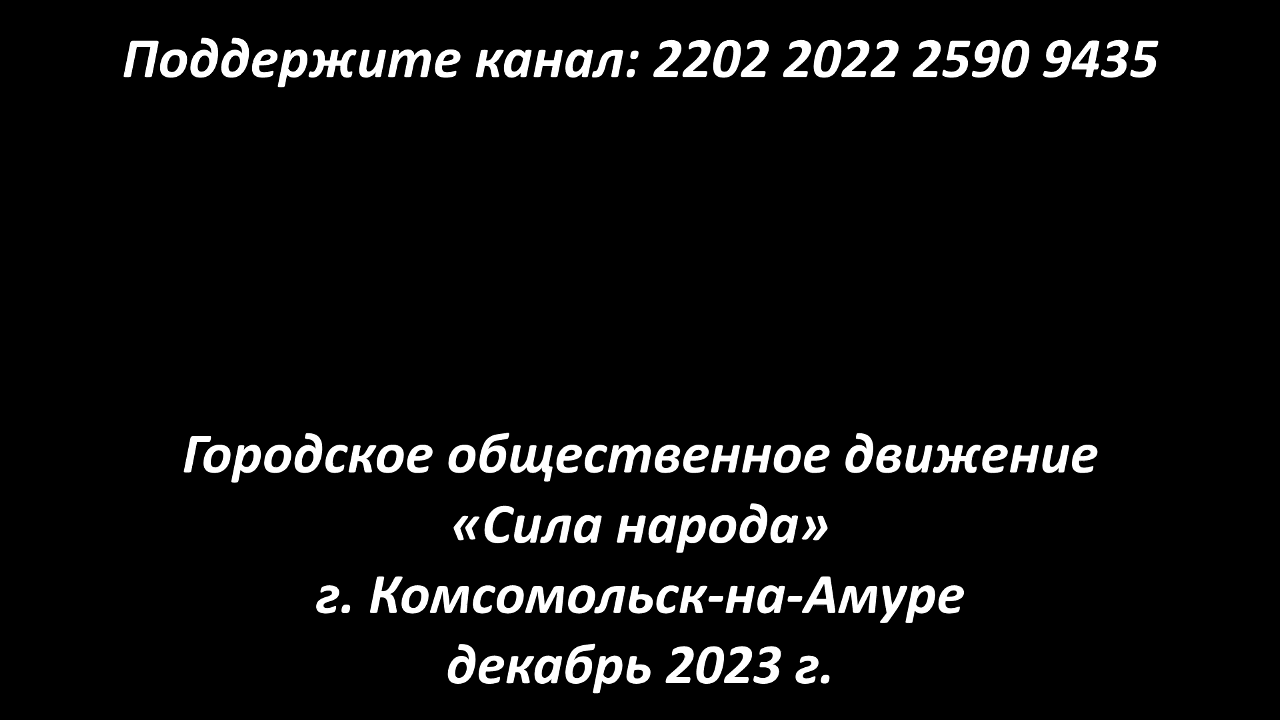 Поддержите канал: 2202 2022 2590 9435
Городское общественное движение
«Сила народа»
г. Комсомольск-на-Амуре
декабрь 2023 г.